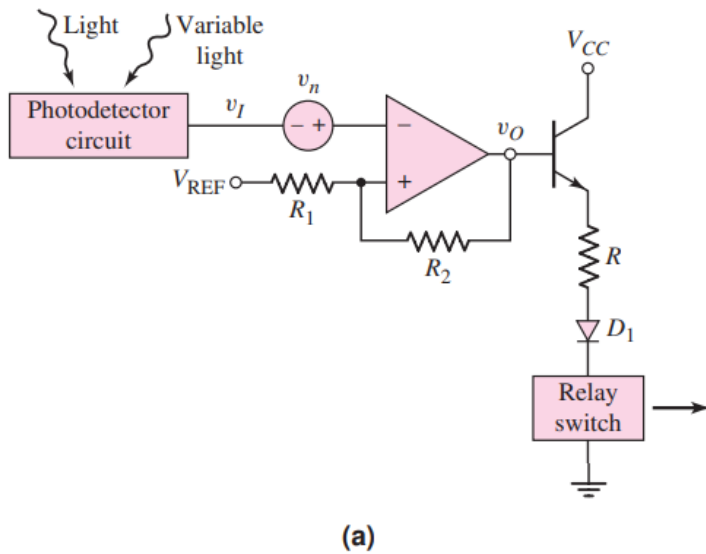 Light
Variable
light
Photodetector
circuit
v_I
v_n
− +
−
+
V_REF
R_1
R_2
v_O
V_CC
R
D_1
Relay
switch
(a)